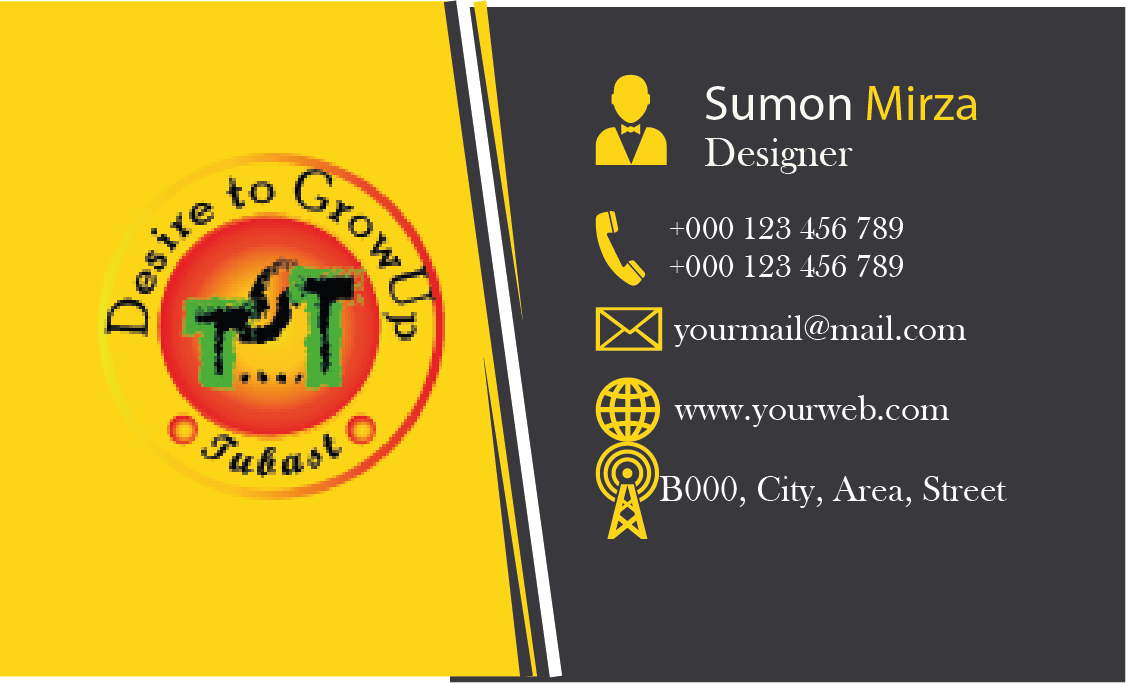 Desire to GrowUp
TST
Tubast
Sumon Mirza
Designer
+000 123 456 789
+000 123 456 789
yourmail@mail.com
www.yourweb.com
B000, City, Area, Street